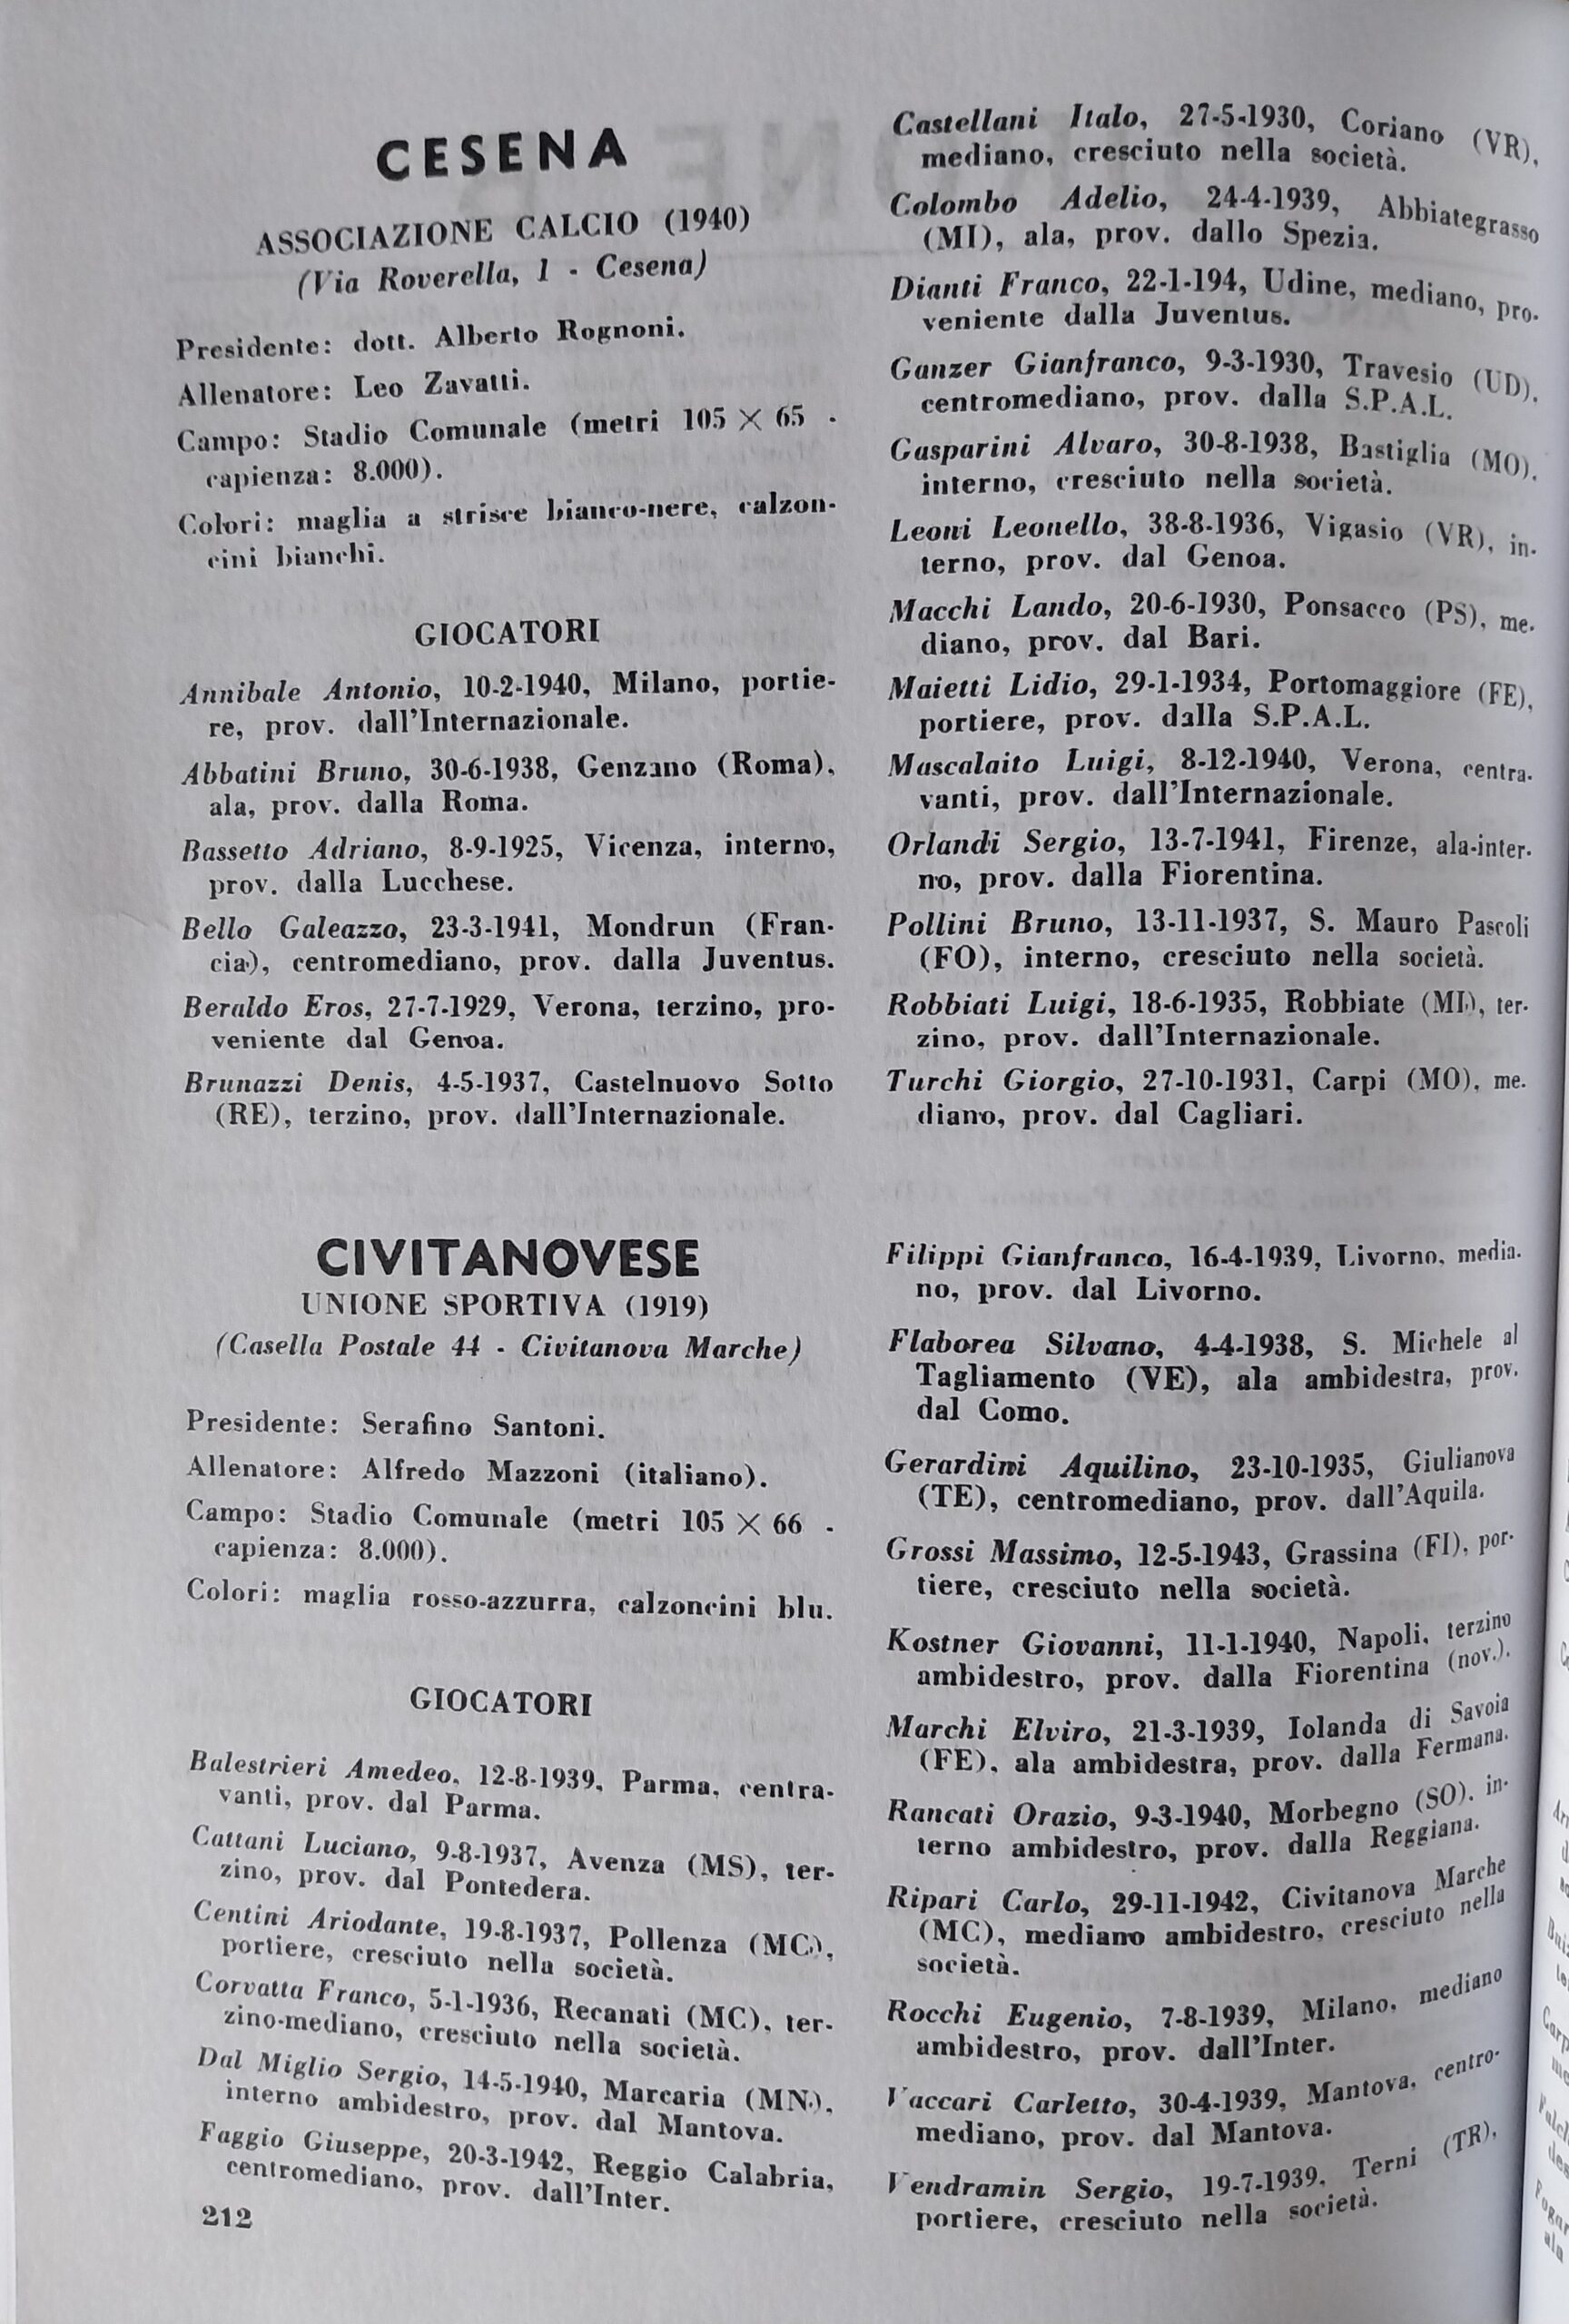 CESENA
ASSOCIAZIONE CALCIO (1940)
(Via Roverella, 1 - Cesena)
Presidente: dott. Alberto Rognoni.
Allenatore: Leo Zavatti.
Campo: Stadio Comunale (metri 105 × 65 -
capienza: 8.000).
Colori: maglia a strisce bianco-nere, calzon-
cini bianchi.
GIOCATORI
Annibale Antonio, 10-2-1940, Milano, portie-
re, prov. dall'Internazionale.
Abbatini Bruno, 30-6-1938, Genzano (Roma),
ala, prov. dalla Roma.
Bassetto Adriano, 8-9-1925, Vicenza, interno,
prov. dalla Lucchese.
Bello Galeazzo, 23-3-1941, Mondrun (Fran-
cia), centromediano, prov. dalla Juventus.
Beraldo Eros, 27-7-1929, Verona, terzino, pro-
veniente dal Genoa.
Brunazzi Denis, 4-5-1937, Castelnuovo Sotto
(RE), terzino, prov. dall'Internazionale.
Castellani Italo, 27-5-1930, Coriano (VR),
mediano, cresciuto nella società.
Colombo Adelio, 24-4-1939, Abbiategrasso
(MI), ala, prov. dallo Spezia.
Dianti Franco, 22-1-194, Udine, mediano, pro-
veniente dalla Juventus.
Ganzer Gianfranco, 9-3-1930, Travesio (UD),
centromediano, prov. dalla S.P.A.L.
Gasparini Alvaro, 30-8-1938, Bastiglia (MO),
interno, cresciuto nella società.
Leoni Leonello, 38-8-1936, Vigasio (VR), in-
terno, prov. dal Genoa.
Macchi Lando, 20-6-1930, Ponsacco (PS), me-
diano, prov. dal Bari.
Maietti Lidio, 29-1-1934, Portomaggiore (FE),
portiere, prov. dalla S.P.A.L.
Mascalaito Luigi, 8-12-1940, Verona, centra-
vanti, prov. dall'Internazionale.
Orlandi Sergio, 13-7-1941, Firenze, ala-inter-
no, prov. dalla Fiorentina.
Pollini Bruno, 13-11-1937, S. Mauro Pascoli
(FO), interno, cresciuto nella società.
Robbiati Luigi, 18-6-1935, Robbiate (MI), ter-
zino, prov. dall'Internazionale.
Turchi Giorgio, 27-10-1931, Carpi (MO), me-
diano, prov. dal Cagliari.
CIVITANOVESE
UNIONE SPORTIVA (1919)
(Casella Postale 44 - Civitanova Marche)
Presidente: Serafino Santoni.
Allenatore: Alfredo Mazzoni (italiano).
Campo: Stadio Comunale (metri 105 × 66 -
capienza: 8.000).
Colori: maglia rosso-azzurra, calzoncini blu.
GIOCATORI
Balestrieri Amedeo, 12-8-1939, Parma, centra-
vanti, prov. dal Parma.
Cattani Luciano, 9-8-1937, Avenza (MS), ter-
zino, prov. dal Pontedera.
Centini Ariodante, 19-8-1937, Pollenza (MC),
portiere, cresciuto nella società.
Corvatta Franco, 5-1-1936, Recanati (MC), ter-
zino-mediano, cresciuto nella società.
Dal Miglio Sergio, 14-5-1940, Marcaria (MN),
interno ambidestro, prov. dal Mantova.
Faggio Giuseppe, 20-3-1942, Reggio Calabria,
centromediano, prov. dall'Inter.
212
Filippi Gianfranco, 16-4-1939, Livorno, media-
no, prov. dal Livorno.
Flaborea Silvano, 4-4-1938, S. Michele al
Tagliamento (VE), ala ambidestra, prov.
dal Como.
Gerardini Aquilino, 23-10-1935, Giulianova
(TE), centromediano, prov. dall'Aquila.
Grossi Massimo, 12-5-1943, Grassina (FI), por-
tiere, cresciuto nella società.
Kostner Giovanni, 11-1-1940, Napoli, terzino
ambidestro, prov. dalla Fiorentina (nov.).
Marchi Elviro, 21-3-1939, Iolanda di Savoia
(FE), ala ambidestra, prov. dalla Fermana.
Rancati Orazio, 9-3-1940, Morbegno (SO), in-
terno ambidestro, prov. dalla Reggiana.
Ripari Carlo, 29-11-1942, Civitanova Marche
(MC), mediano ambidestro, cresciuto nella
società.
Rocchi Eugenio, 7-8-1939, Milano, mediano
ambidestro, prov. dall'Inter.
Vaccari Carletto, 30-4-1939, Mantova, centro-
mediano, prov. dal Mantova.
Vendramin Sergio, 19-7-1939, Terni (TR),
portiere, cresciuto nella società.